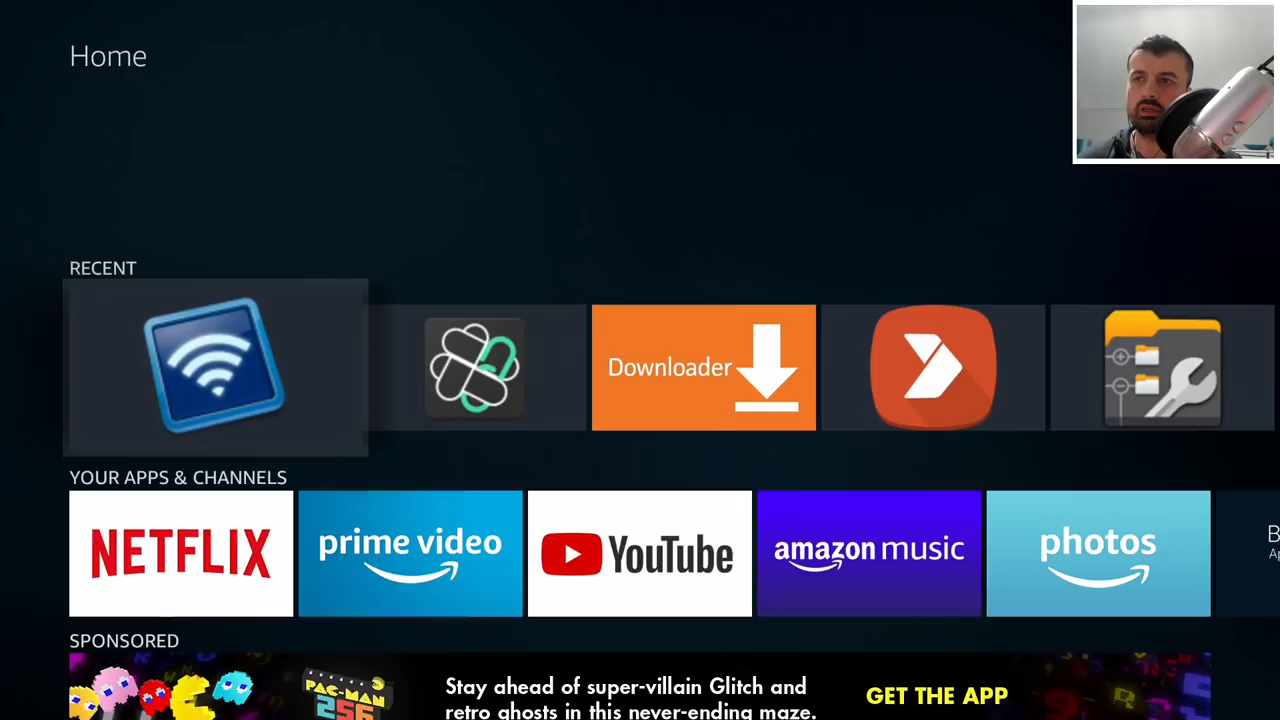 Home
RECENT
Downloader
YOUR APPS & CHANNELS
NETFLIX
prime video
YouTube
amazon music
photos
B
Ap
SPONSORED
PAC-MAN
256
Stay ahead of super-villain Glitch and
retro ghosts in this never-ending maze.
GET THE APP